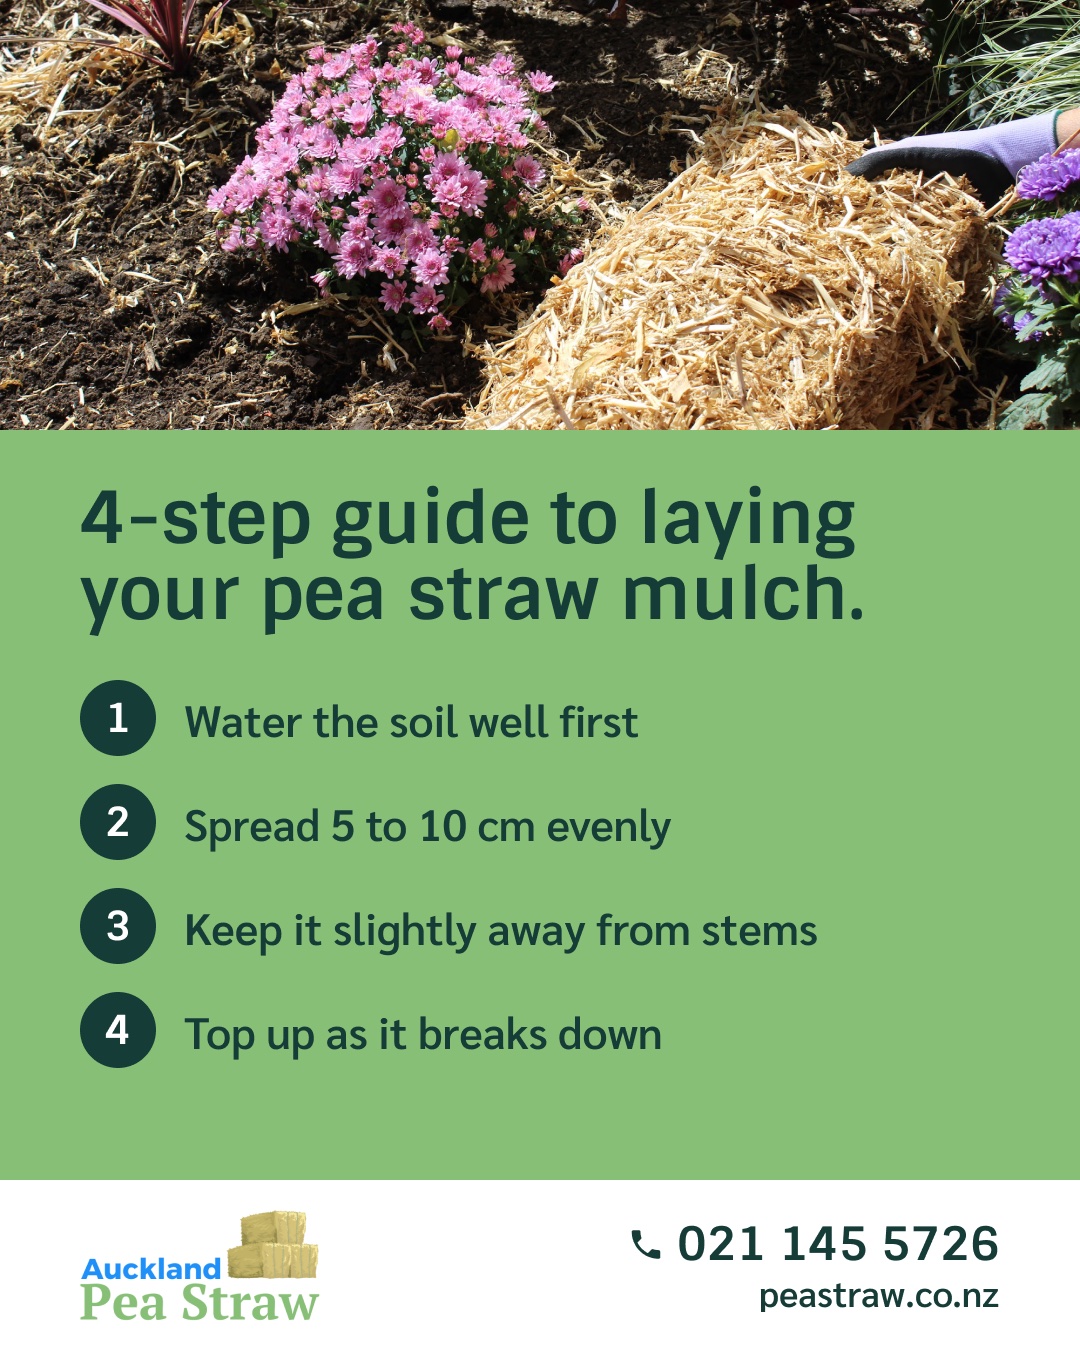 4-step guide to laying
your pea straw mulch.
1 Water the soil well first
2 Spread 5 to 10 cm evenly
3 Keep it slightly away from stems
4 Top up as it breaks down
Auckland
Pea Straw
021 145 5726
peastraw.co.nz